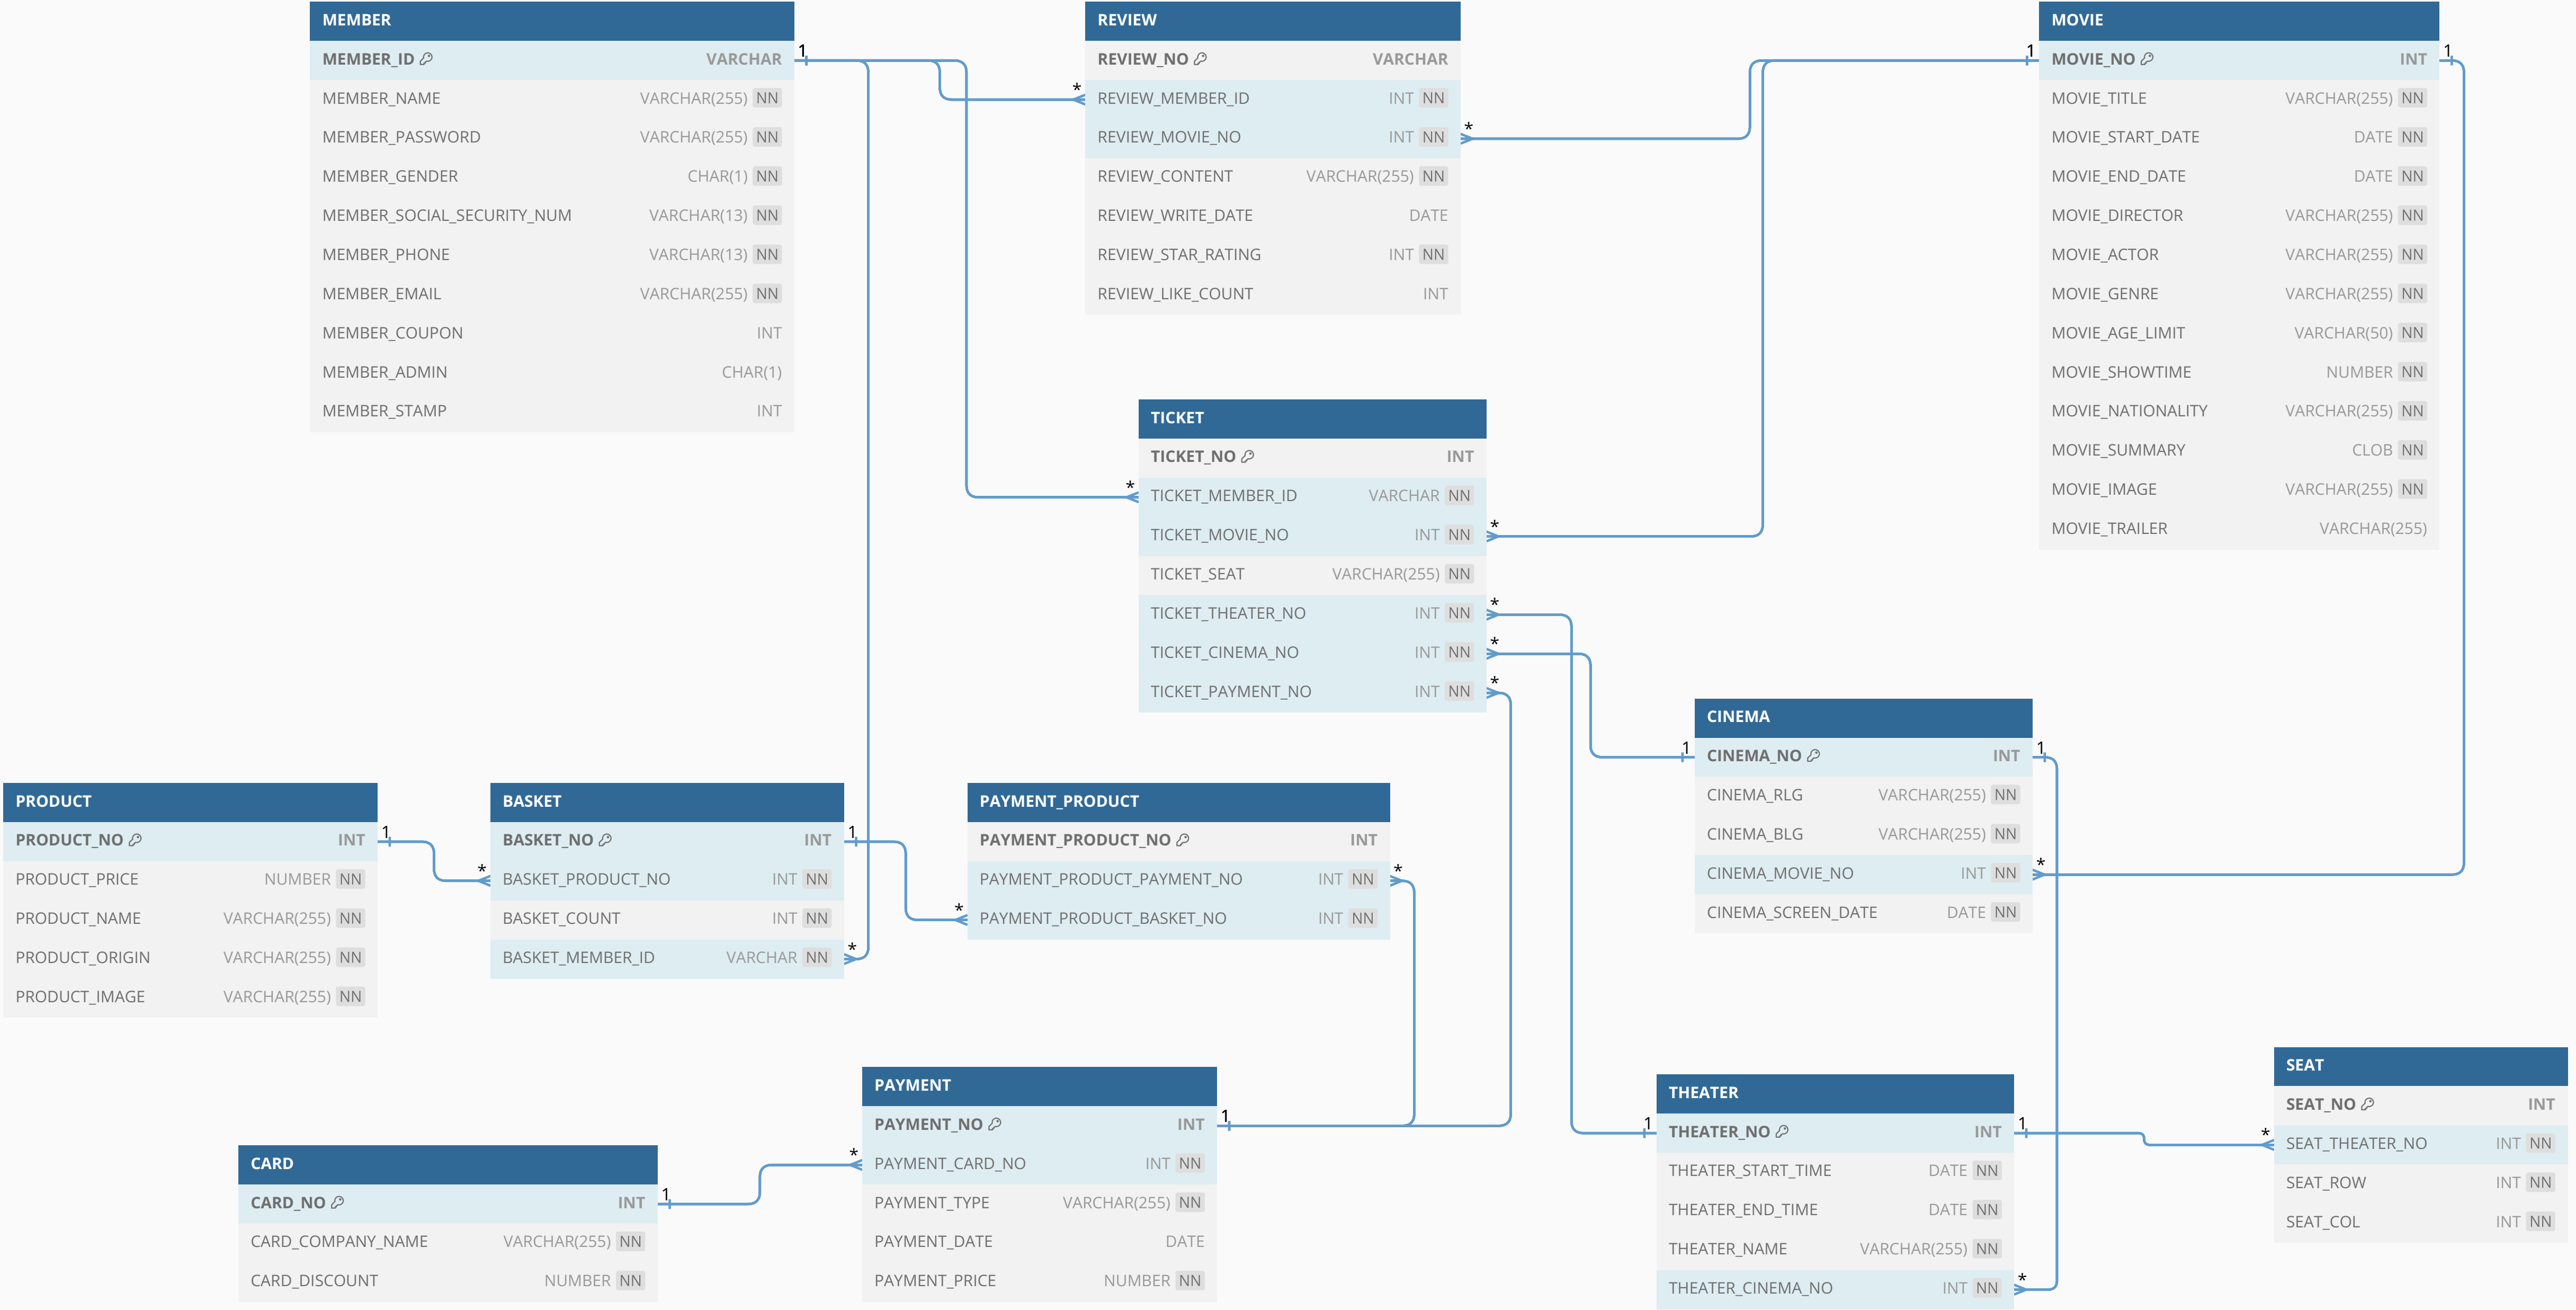 MEMBER
MEMBER_ID VARCHAR
MEMBER_NAME VARCHAR(255) NN
MEMBER_PASSWORD VARCHAR(255) NN
MEMBER_GENDER CHAR(1) NN
MEMBER_SOCIAL_SECURITY_NUM VARCHAR(13) NN
MEMBER_PHONE VARCHAR(13) NN
MEMBER_EMAIL VARCHAR(255) NN
MEMBER_COUPON INT
MEMBER_ADMIN CHAR(1)
MEMBER_STAMP INT
1
REVIEW
REVIEW_NO VARCHAR
* REVIEW_MEMBER_ID INT NN
REVIEW_MOVIE_NO INT NN *
REVIEW_CONTENT VARCHAR(255) NN
REVIEW_WRITE_DATE DATE
REVIEW_STAR_RATING INT NN
REVIEW_LIKE_COUNT INT
MOVIE
1 MOVIE_NO INT 1
MOVIE_TITLE VARCHAR(255) NN
MOVIE_START_DATE DATE NN
MOVIE_END_DATE DATE NN
MOVIE_DIRECTOR VARCHAR(255) NN
MOVIE_ACTOR VARCHAR(255) NN
MOVIE_GENRE VARCHAR(255) NN
MOVIE_AGE_LIMIT VARCHAR(50) NN
MOVIE_SHOWTIME NUMBER NN
MOVIE_NATIONALITY VARCHAR(255) NN
MOVIE_SUMMARY CLOB NN
MOVIE_IMAGE VARCHAR(255) NN
MOVIE_TRAILER VARCHAR(255)
TICKET
TICKET_NO INT
* TICKET_MEMBER_ID VARCHAR NN
TICKET_MOVIE_NO INT NN *
TICKET_SEAT VARCHAR(255) NN
TICKET_THEATER_NO INT NN *
TICKET_CINEMA_NO INT NN *
TICKET_PAYMENT_NO INT NN *
CINEMA
1 CINEMA_NO INT 1
CINEMA_RLG VARCHAR(255) NN
CINEMA_BLG VARCHAR(255) NN
CINEMA_MOVIE_NO INT NN *
CINEMA_SCREEN_DATE DATE NN
PRODUCT
PRODUCT_NO INT 1
PRODUCT_PRICE NUMBER NN
PRODUCT_NAME VARCHAR(255) NN
PRODUCT_ORIGIN VARCHAR(255) NN
PRODUCT_IMAGE VARCHAR(255) NN
BASKET
BASKET_NO INT 1
* BASKET_PRODUCT_NO INT NN
BASKET_COUNT INT NN
BASKET_MEMBER_ID VARCHAR NN *
PAYMENT_PRODUCT
PAYMENT_PRODUCT_NO INT
PAYMENT_PRODUCT_PAYMENT_NO INT NN *
* PAYMENT_PRODUCT_BASKET_NO INT NN
CARD
CARD_NO INT 1
CARD_COMPANY_NAME VARCHAR(255) NN
CARD_DISCOUNT NUMBER NN
PAYMENT
PAYMENT_NO INT 1
* PAYMENT_CARD_NO INT NN
PAYMENT_TYPE VARCHAR(255) NN
PAYMENT_DATE DATE
PAYMENT_PRICE NUMBER NN
THEATER
1 THEATER_NO INT 1
THEATER_START_TIME DATE NN
THEATER_END_TIME DATE NN
THEATER_NAME VARCHAR(255) NN
THEATER_CINEMA_NO INT NN *
SEAT
SEAT_NO INT
* SEAT_THEATER_NO INT NN
SEAT_ROW INT NN
SEAT_COL INT NN